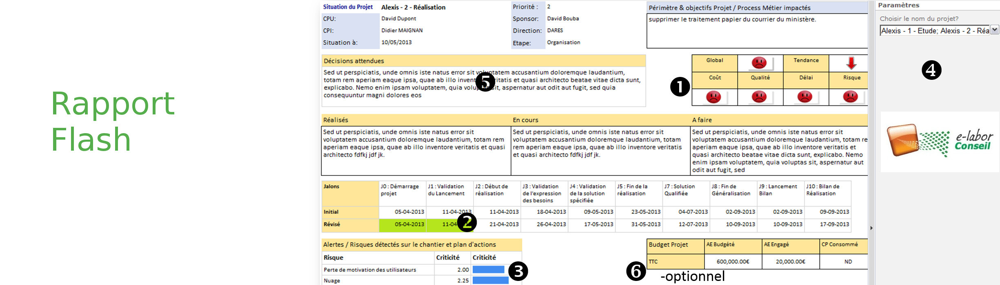 Rapport
Flash
Situation du Projet Alexis - 2 - Réalisation
CPU: David Dupont
CPI: Didier MAIGNAN
Situation à: 10/05/2013
Priorité : 2
Sponsor: David Bouba
Direction: DARES
Etape: Organisation
Périmètre & objectifs Projet / Process Métier impactés
supprimer le traitement papier du courrier du ministère.
Décisions attendues
Sed ut perspiciatis, unde omnis iste natus error sit voluptatem accusantium doloremque laudantium,
totam rem aperiam eaque ipsa, quae ab illo inventore veritatis et quasi architecto beatae vitae dicta sunt,
explicabo. Nemo enim ipsam voluptatem, quia voluptas sit, aspernatur aut odit aut fugit, sed quia
consequuntur magni dolores eos
5
1
Global Tendance
Coût Qualité Délai Risque
Réalisés
Sed ut perspiciatis, unde omnis iste natus error sit
voluptatem accusantium doloremque laudantium, totam rem
aperiam eaque ipsa, quae ab illo inventore veritatis et quasi
architecto fdfkj jdf jk.
En cours
Sed ut perspiciatis, unde omnis iste natus error sit
voluptatem accusantium doloremque laudantium, totam
rem aperiam eaque ipsa, quae ab illo inventore veritatis
et quasi architecto fdfkj jdf jk.
A faire
Sed ut perspiciatis, unde omnis iste natus error sit
voluptatem accusantium doloremque laudantium, totam re
aperiam eaque ipsa, quae ab illo inventore veritatis et
quasi architecto beatae vitae dicta sunt, explicabo. Nemo
enim ipsam voluptatem, quia voluptas sit, aspernatur aut
odit aut fugit, sed
Jalons
J0 : Démarrage
projet
J1 : Validation
du Lancement
J2 : Début de
réalisation
J3 : Validation
de l'expression
des besoins
J4 : Validation
de la solution
spécifiée
J5 : Fin de la
réalisation
J7 : Solution
Qualifiée
J8 : Fin de
Généralisation
J9 : Lancement
Bilan
J10 : Bilan de
Réalisation
Initial 05-04-2013 11-04-2013 11-04-2013 18-04-2013 09-05-2013 23-05-2013 04-07-2013 02-09-2013 02-09-2013 09-09-2013
Révisé 05-04-2013 11-04 21-04-2013 26-04-2013 17-05-2013 31-05-2013 12-07-2013 10-09-2013 10-09-2013 17-09-2013
2
Alertes / Risques détectés sur le chantier et plan d'actions
Risque Criticité Criticité
Perte de motivation des utilisateurs 2.00
Nuage 2.25
3
Budget Projet AE Budgété AE Engagé CP Consommé
TTC 600,000.00€ 20,000.00€ ND
6
-optionnel
Paramètres
Choisir le nom du projet?
Alexis - 1 - Etude; Alexis - 2 - Réa
4
e-labor
Conseil